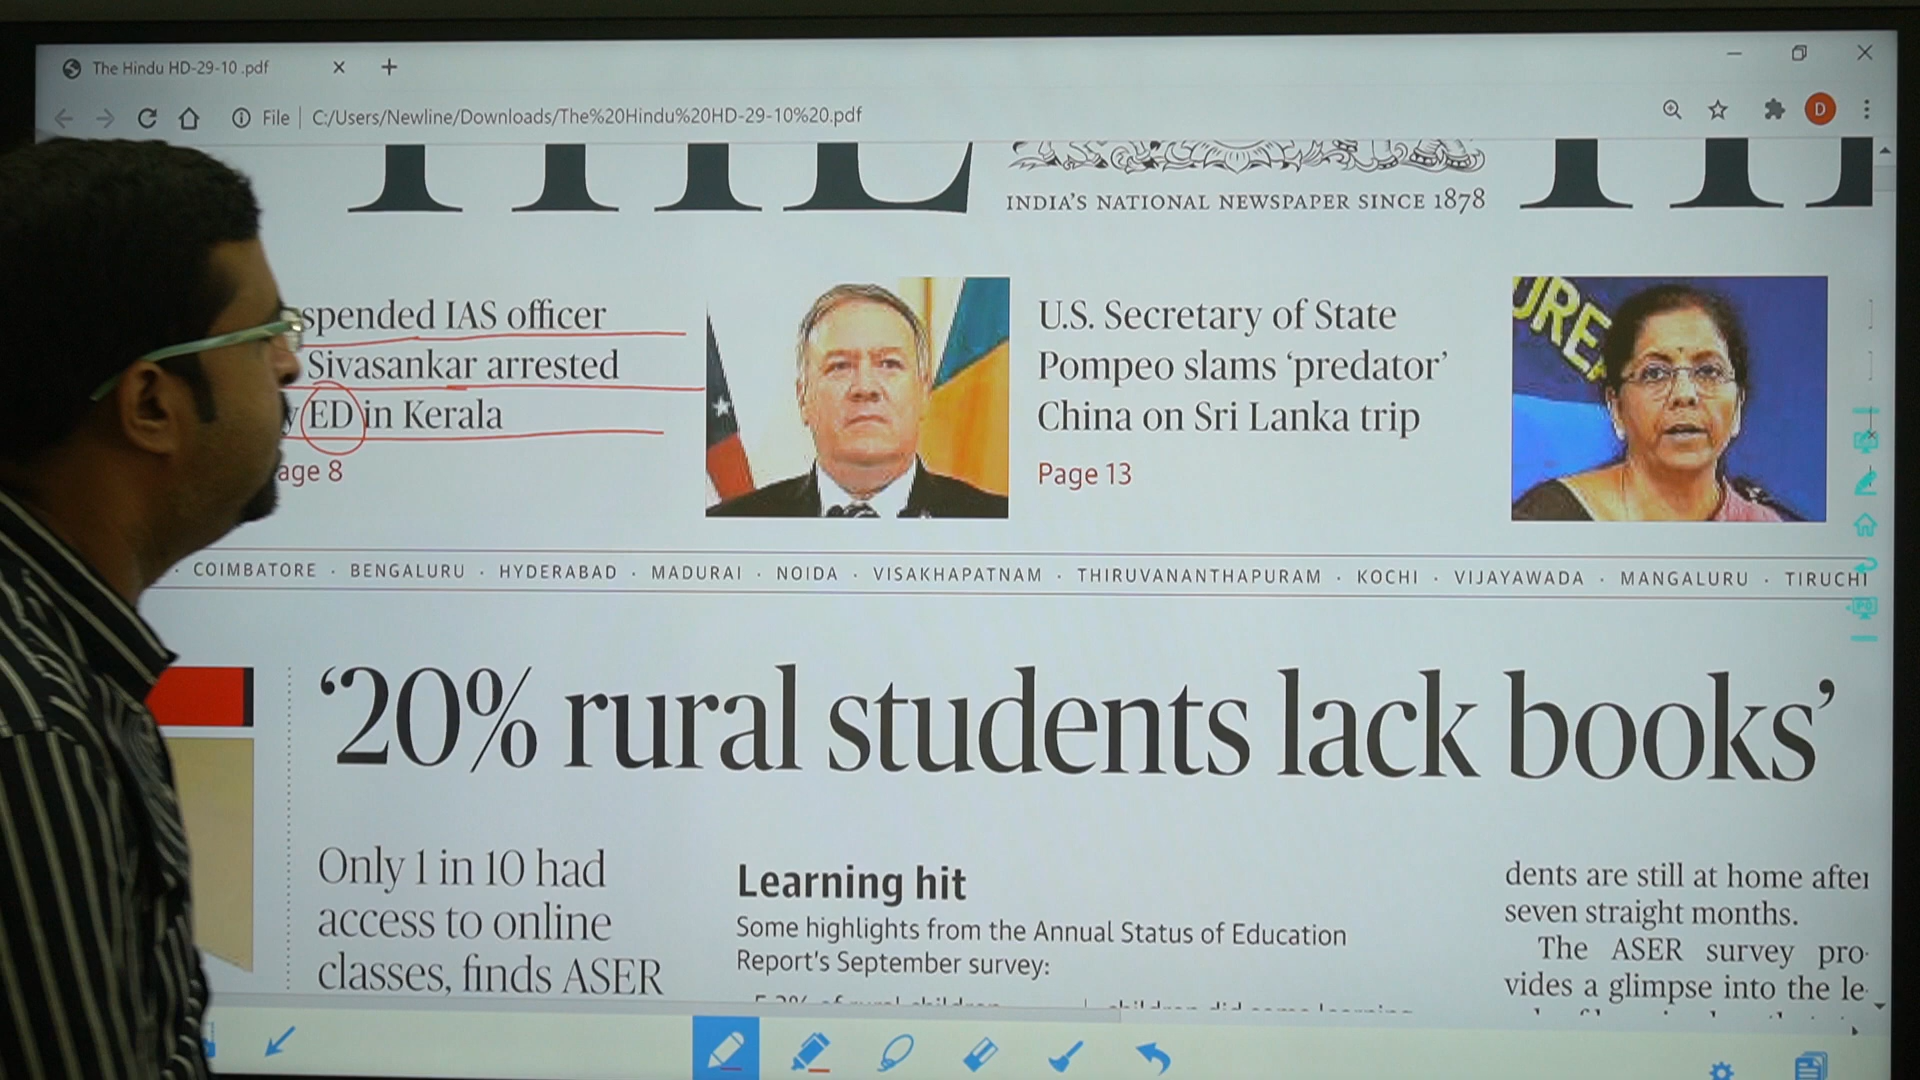 The Hindu HD-29-10 .pdf
File | C:/Users/Newline/Downloads/The%20Hindu%20HD-29-10%20.pdf
D
THE
INDIA'S NATIONAL NEWSPAPER SINCE 1878
spended IAS officer
Sivasankar arrested
y ED in Kerala
age 8
U.S. Secretary of State
Pompeo slams ‘predator’
China on Sri Lanka trip
Page 13
URE
· COIMBATORE · BENGALURU · HYDERABAD · MADURAI · NOIDA · VISAKHAPATNAM · THIRUVANANTHAPURAM · KOCHI · VIJAYAWADA · MANGALURU · TIRUCHI
‘20% rural students lack books’
Only 1 in 10 had
access to online
classes, finds ASER
Learning hit
Some highlights from the Annual Status of Education
Report's September survey:
dents are still at home after
seven straight months.
The ASER survey pro-
vides a glimpse into the le-